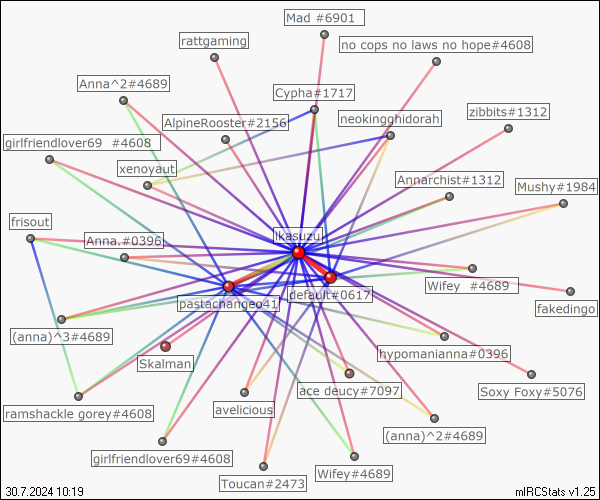 Mad #6901
rattgaming
no cops no laws no hope#4608
Anna^2#4689
Cypha#1717
zibbits#1312
AlpineRooster#2156
neokingghidorah
girlfriendlover69 #4608
xenoyaut
Annarchist#1312
Mushy#1984
frisout
Anna.#0396
ikasuzu
Wifey #4689
default#0617
pastachangeo41
fakedingo
(anna)^3#4689
hypomanianna#0396
Skalman
ace deucy#7097
Soxy Foxy#5076
ramshackle gorey#4608
avelicious
(anna)^2#4689
girlfriendlover69#4608
Wifey#4689
Toucan#2473
30.7.2024 10:19
mIRCStats v1.25